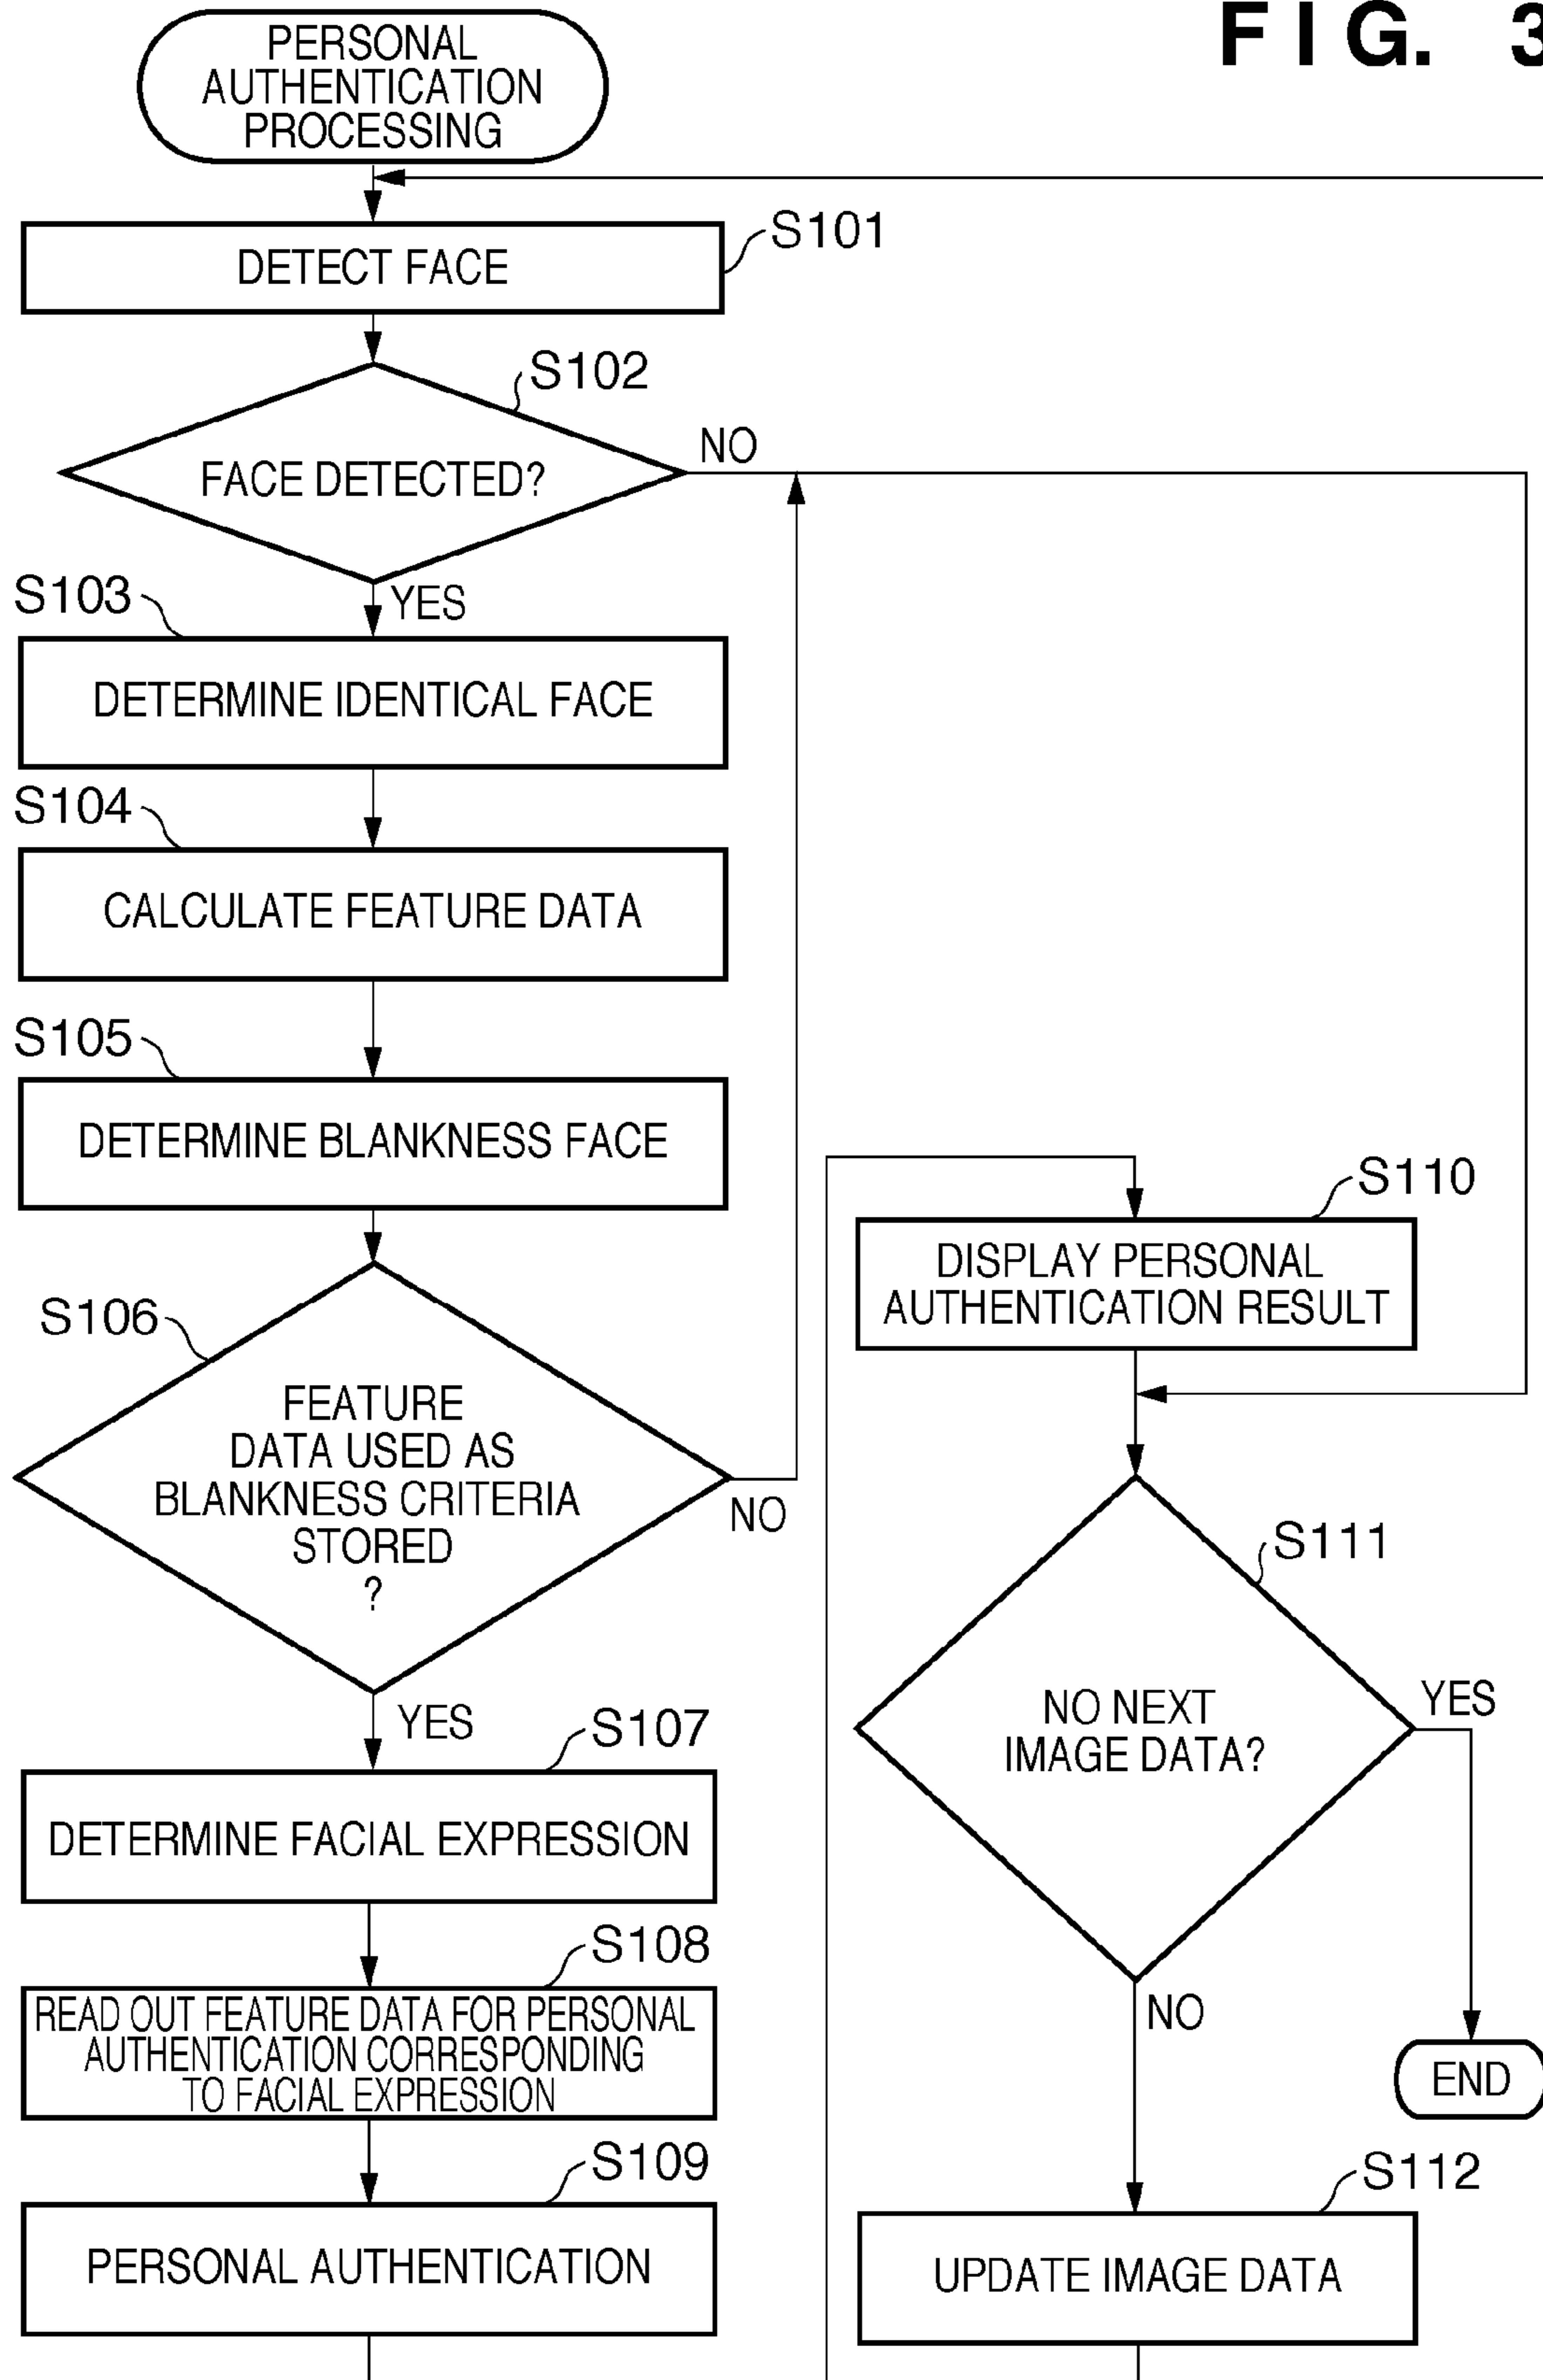 FIG. 3
PERSONAL
AUTHENTICATION
PROCESSING
S101
DETECT FACE
S102
FACE DETECTED?
NO
YES
S103
DETERMINE IDENTICAL FACE
S104
CALCULATE FEATURE DATA
S105
DETERMINE BLANKNESS FACE
S106
FEATURE
DATA USED AS
BLANKNESS CRITERIA
STORED
?
NO
YES
S107
DETERMINE FACIAL EXPRESSION
S108
READ OUT FEATURE DATA FOR PERSONAL
AUTHENTICATION CORRESPONDING
TO FACIAL EXPRESSION
S109
PERSONAL AUTHENTICATION
S110
DISPLAY PERSONAL
AUTHENTICATION RESULT
S111
NO NEXT
IMAGE DATA?
YES
NO
END
S112
UPDATE IMAGE DATA